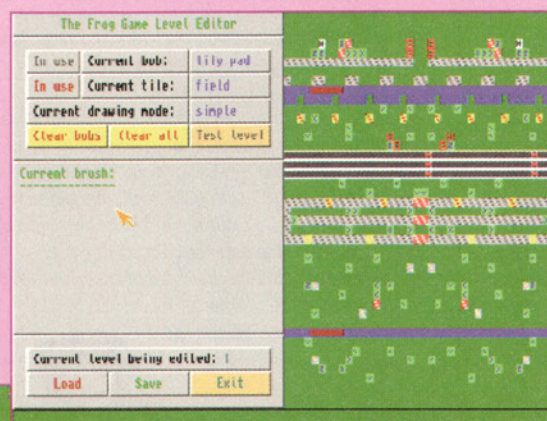 The Frog Game Level Editor
In use Current bob: lily pad
In use Current tile: field
Current drawing mode: simple
Clear bobs Clear all Test level
Current brush:
Current level being edited: 1
Load Save Exit